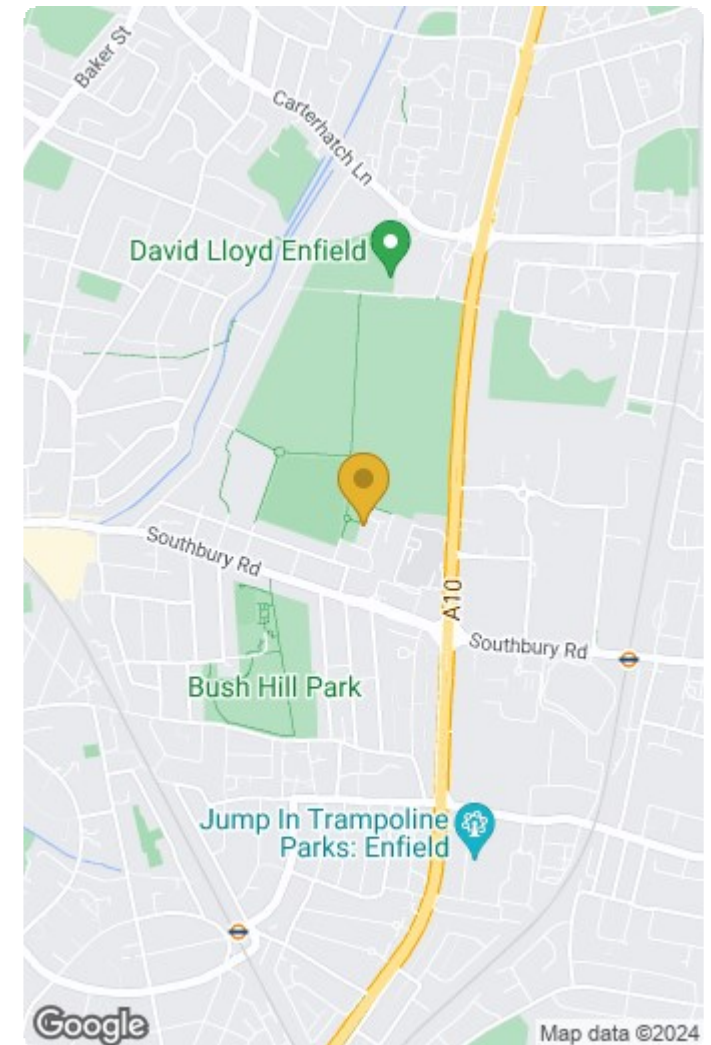 Baker St
Carterhatch Ln
David Lloyd Enfield
Southbury Rd
A10
Southbury Rd
Bush Hill Park
Jump In Trampoline
Parks: Enfield
Google
Map data ©2024